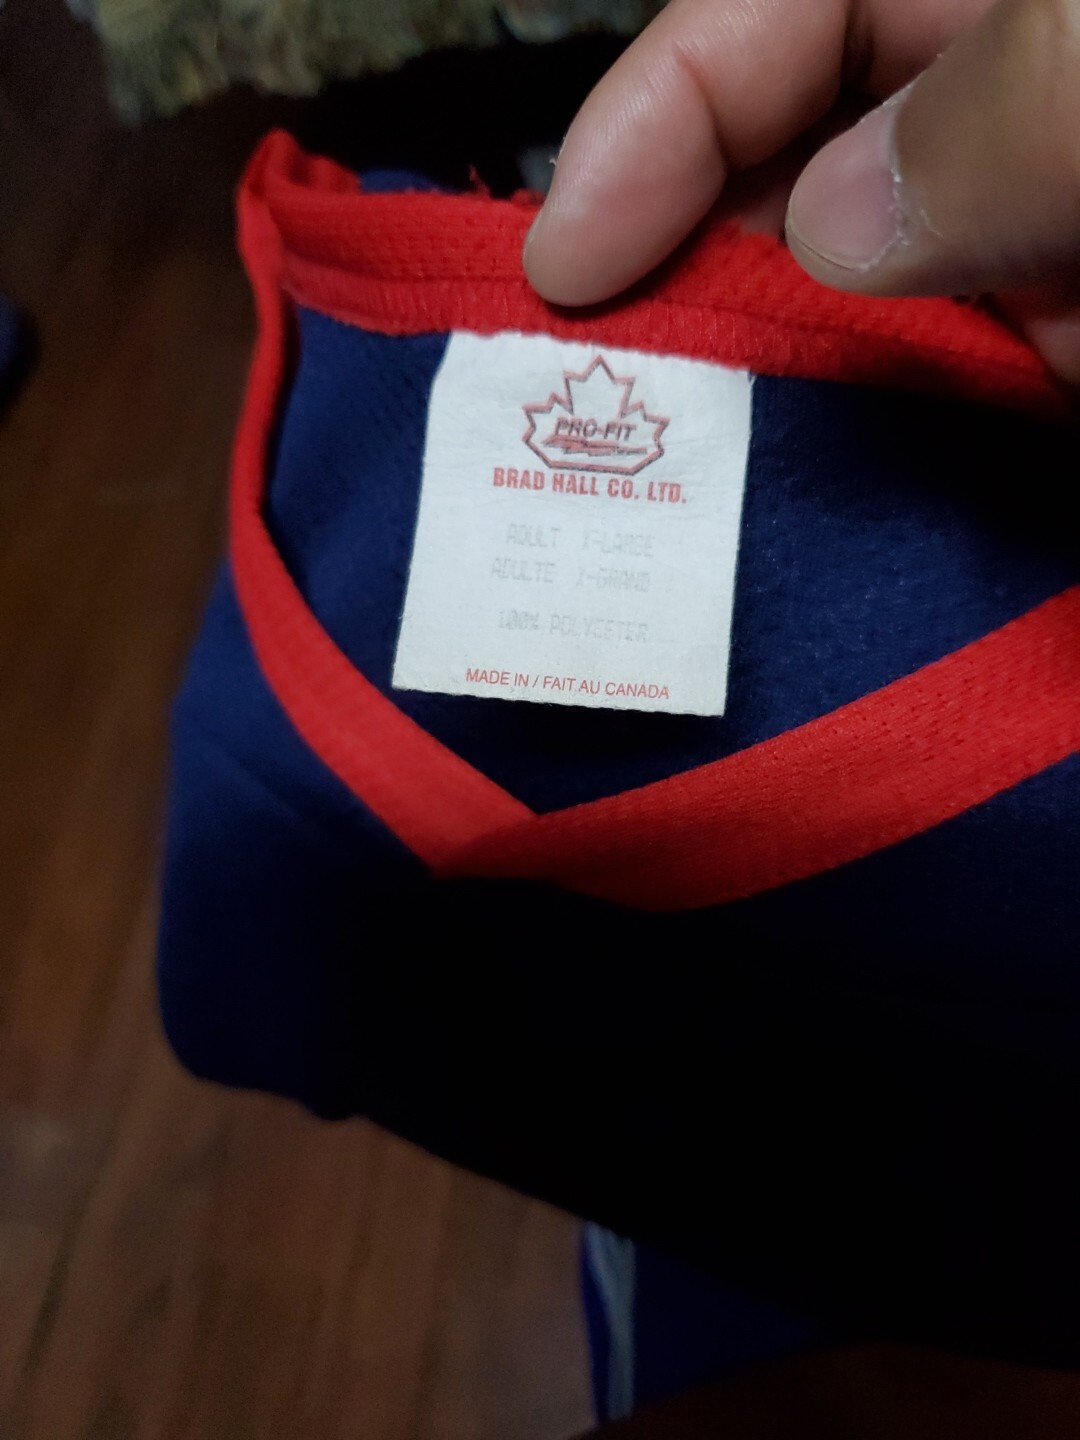 PRO-FIT
BRAD HALL CO. LTD.
ADULT X-LARGE
ADULTE X-GRAND
100% POLYESTER
MADE IN / FAIT AU CANADA